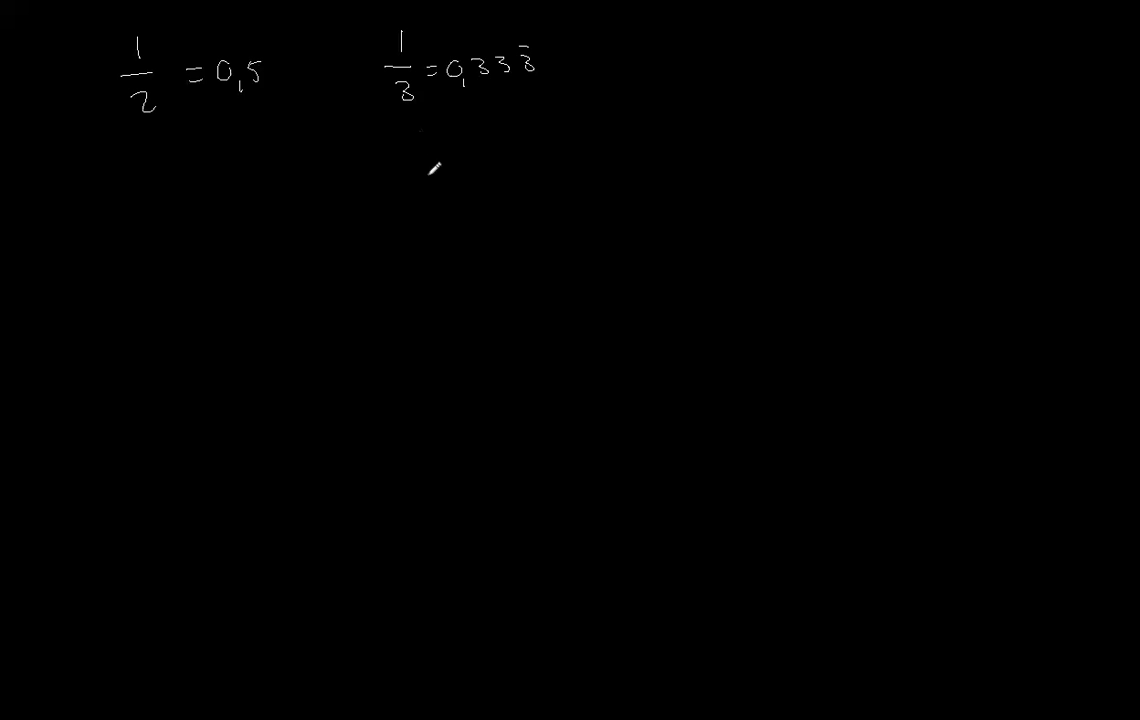 1/2 = 0,5
1/3 = 0,333̅